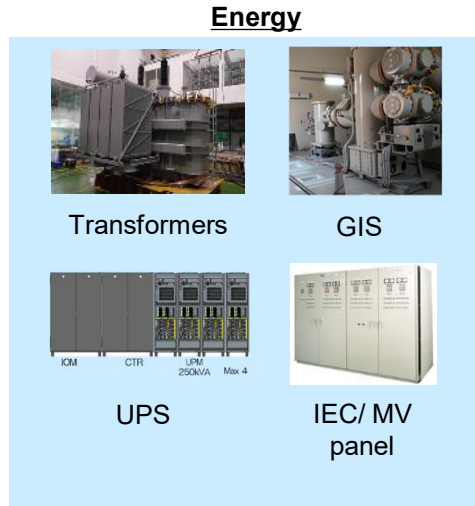 Energy
Transformers
GIS
IOM CTR UPM 250kVA Max 4
UPS
IEC/ MV
panel